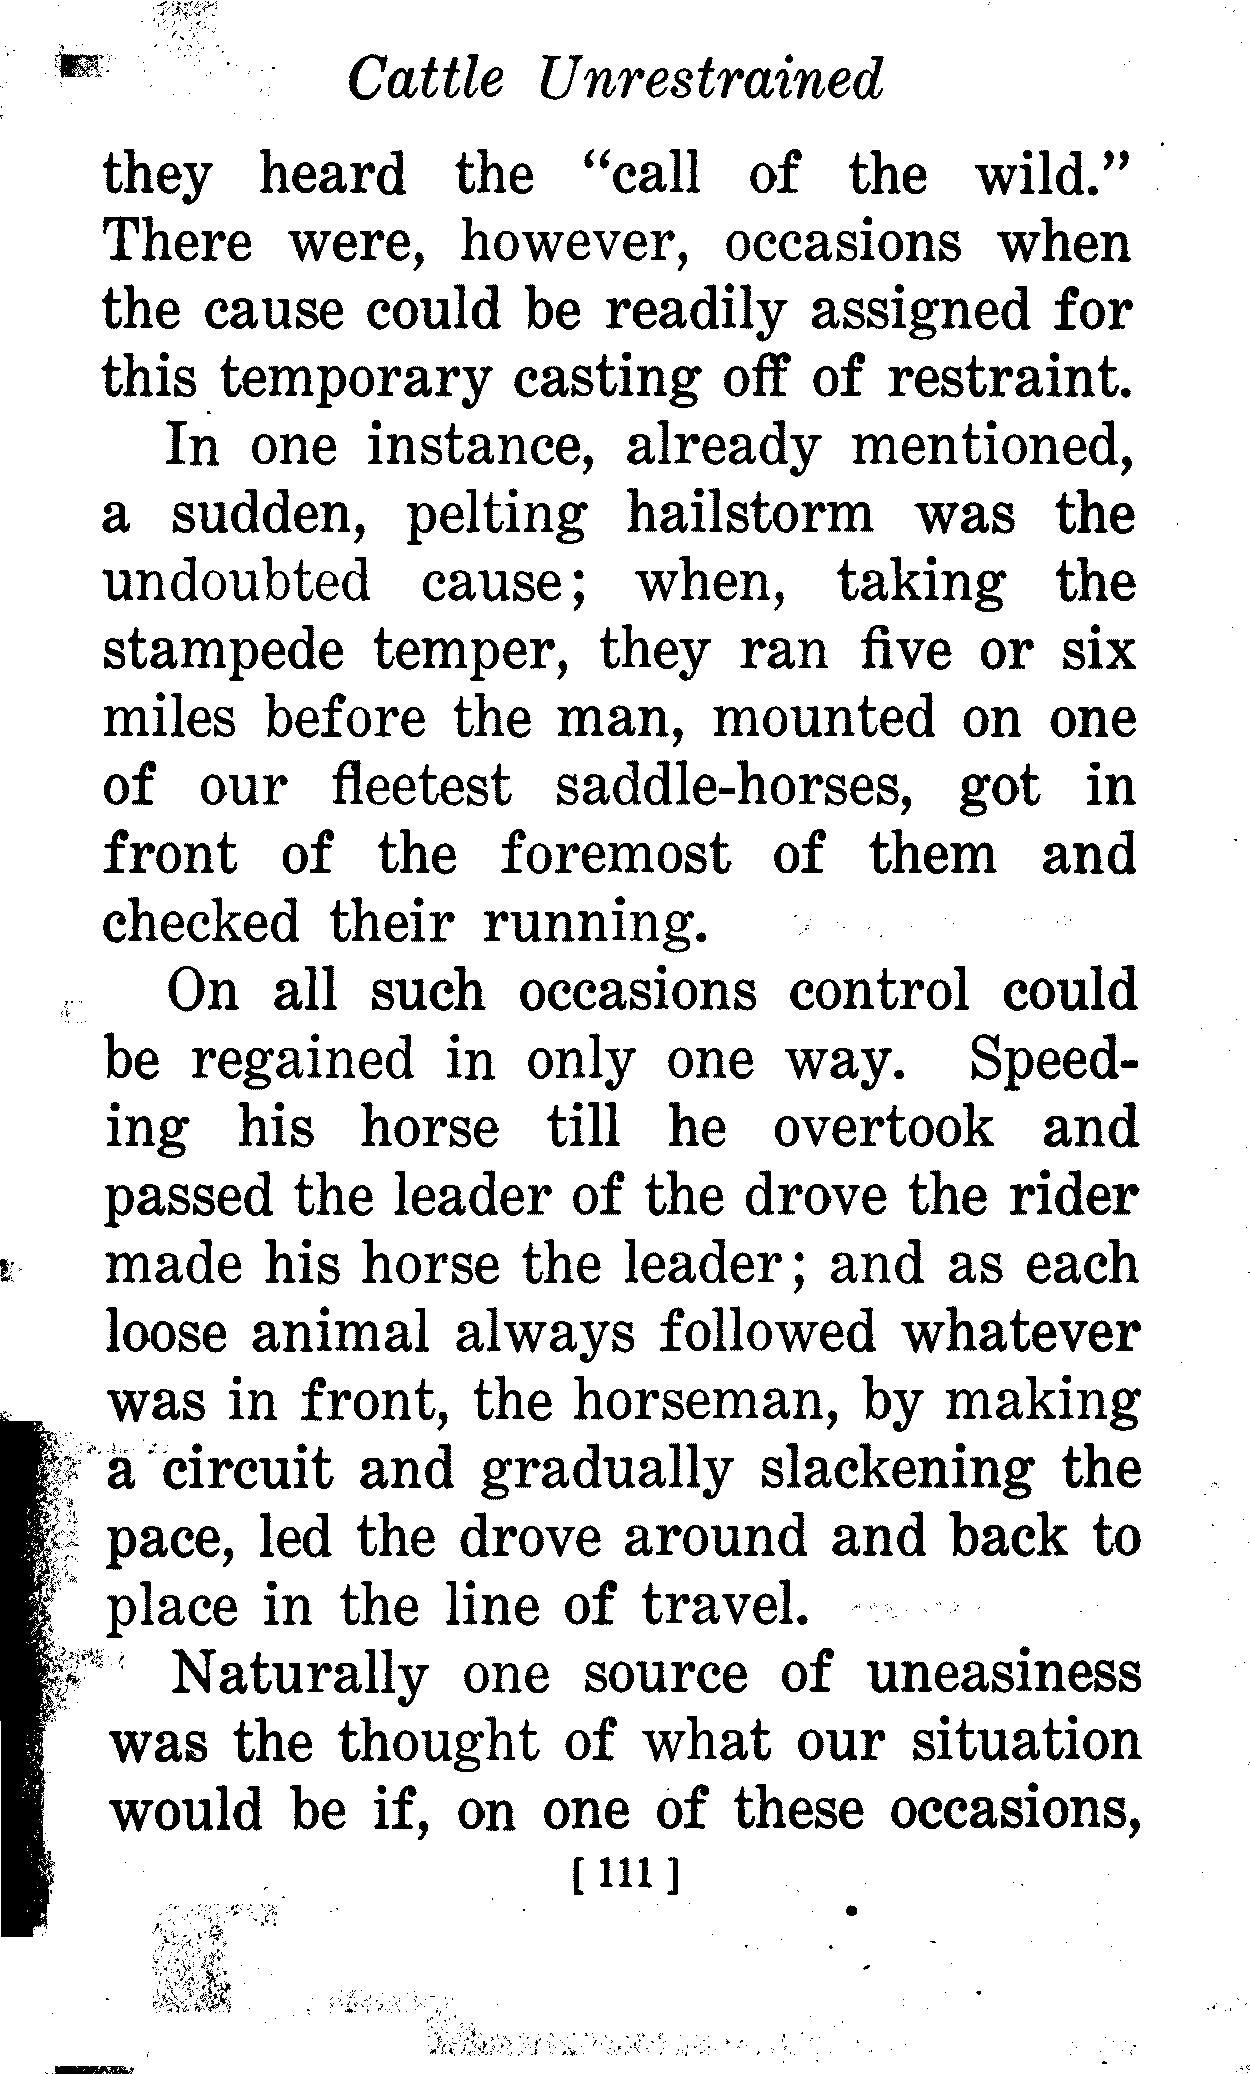 Cattle Unrestrained
they heard the “call of the wild.”
There were, however, occasions when
the cause could be readily assigned for
this temporary casting off of restraint.
In one instance, already mentioned,
a sudden, pelting hailstorm was the
undoubted cause; when, taking the
stampede temper, they ran five or six
miles before the man, mounted on one
of our fleetest saddle-horses, got in
front of the foremost of them and
checked their running.
On all such occasions control could
be regained in only one way. Speed-
ing his horse till he overtook and
passed the leader of the drove the rider
made his horse the leader; and as each
loose animal always followed whatever
was in front, the horseman, by making
a circuit and gradually slackening the
pace, led the drove around and back to
place in the line of travel.
Naturally one source of uneasiness
was the thought of what our situation
would be if, on one of these occasions,
[ 111 ]